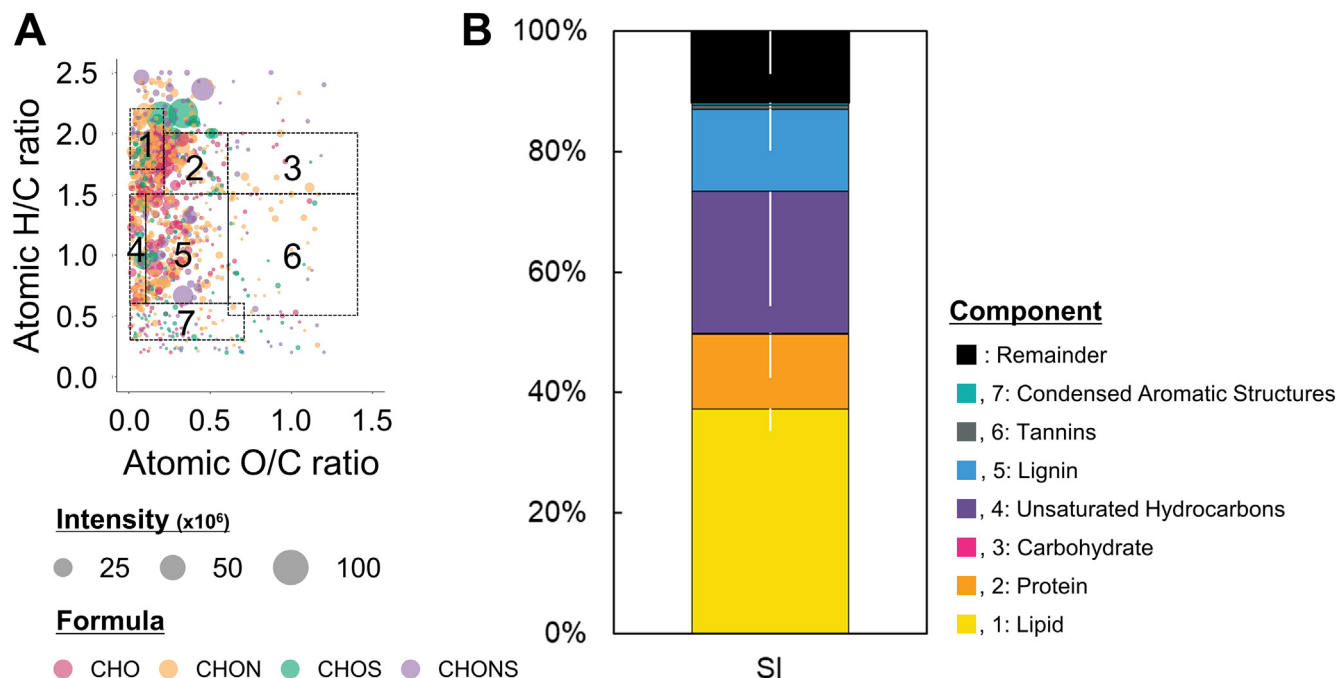 A
Atomic H/C ratio
2.5
2.0
1.5
1.0
0.5
0.0
1
2
3
4
5
6
7
0.0 0.5 1.0 1.5
Atomic O/C ratio
Intensity (x10⁶)
25 50 100
Formula
CHO CHON CHOS CHONS
B
100%
80%
60%
40%
20%
0%
SI
Component
: Remainder
, 7: Condensed Aromatic Structures
, 6: Tannins
, 5: Lignin
, 4: Unsaturated Hydrocarbons
, 3: Carbohydrate
, 2: Protein
, 1: Lipid